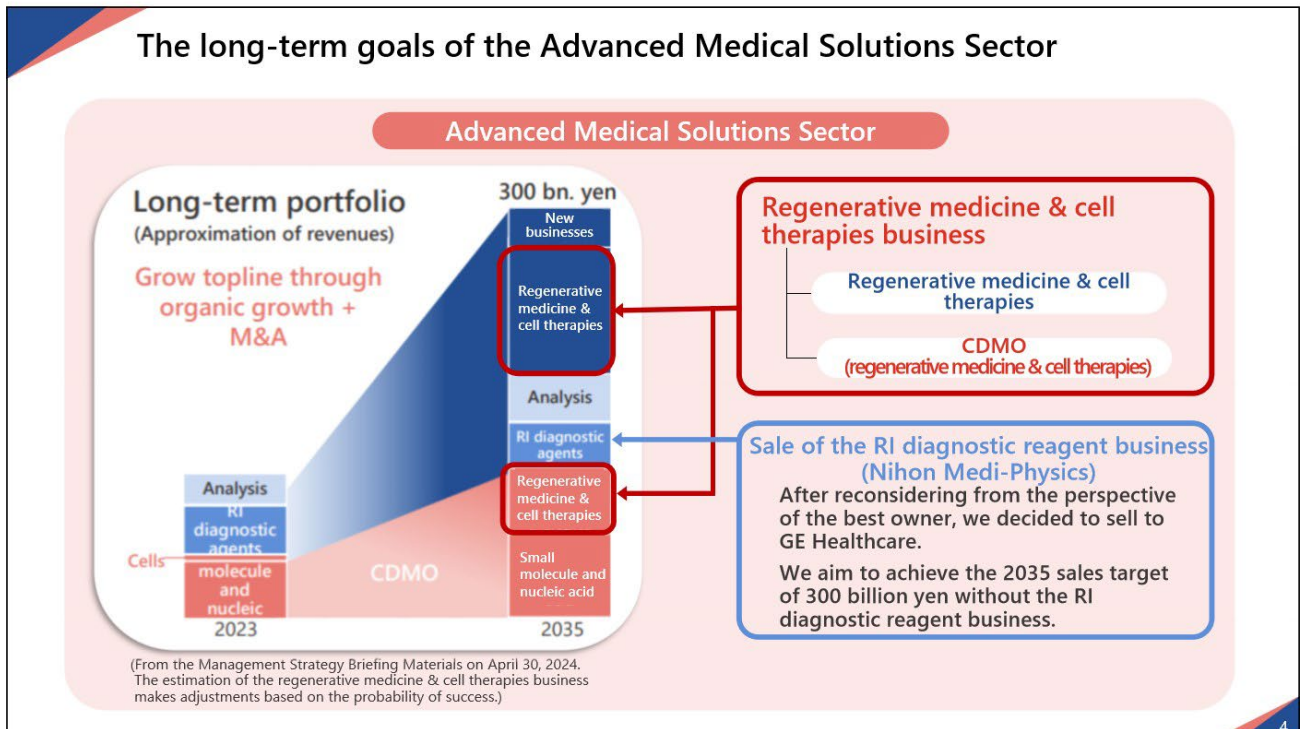 The long-term goals of the Advanced Medical Solutions Sector
Advanced Medical Solutions Sector
Long-term portfolio
(Approximation of revenues)
Grow topline through
organic growth +
M&A
300 bn. yen
New
businesses
Regenerative
medicine &
cell therapies
Analysis
RI diagnostic
agents
Regenerative
medicine &
cell therapies
Small
molecule and
nucleic acid
2035
Analysis
RI
diagnostic
agents
Cells
molecule
and
nucleic
2023
CDMO
(From the Management Strategy Briefing Materials on April 30, 2024.
The estimation of the regenerative medicine & cell therapies business
makes adjustments based on the probability of success.)
Regenerative medicine & cell
therapies business
Regenerative medicine & cell
therapies
CDMO
(regenerative medicine & cell therapies)
Sale of the RI diagnostic reagent business
(Nihon Medi-Physics)
After reconsidering from the perspective
of the best owner, we decided to sell to
GE Healthcare.
We aim to achieve the 2035 sales target
of 300 billion yen without the RI
diagnostic reagent business.
4